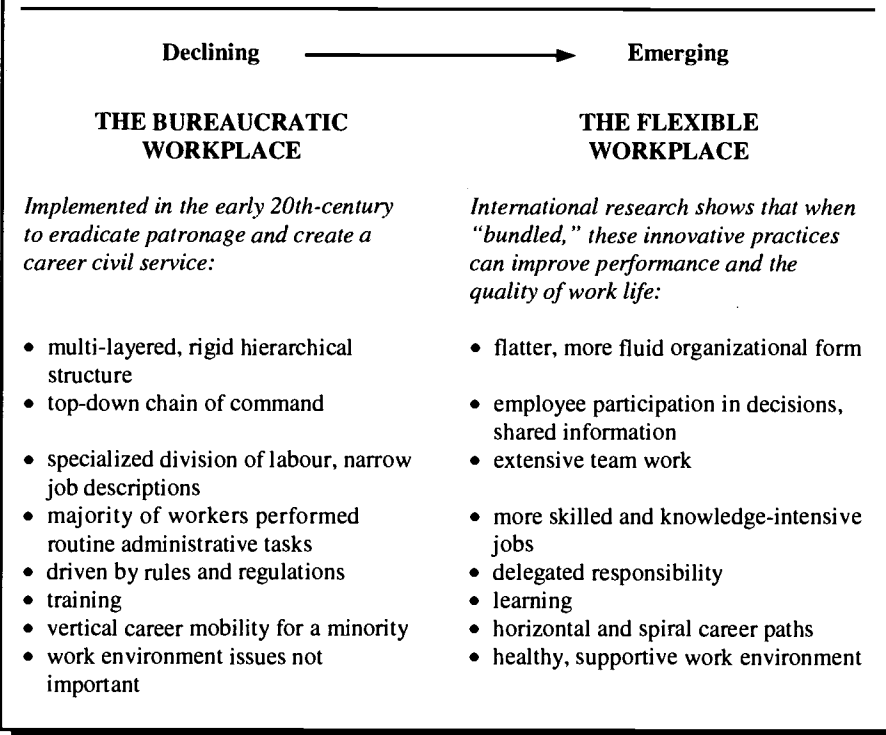 Declining
Emerging
THE BUREAUCRATIC
WORKPLACE
Implemented in the early 20th-century
to eradicate patronage and create a
career civil service:
• multi-layered, rigid hierarchical
structure
• top-down chain of command
• specialized division of labour, narrow
job descriptions
• majority of workers performed
routine administrative tasks
• driven by rules and regulations
• training
• vertical career mobility for a minority
• work environment issues not
important
THE FLEXIBLE
WORKPLACE
International research shows that when
“bundled,” these innovative practices
can improve performance and the
quality of work life:
• flatter, more fluid organizational form
• employee participation in decisions,
shared information
• extensive team work
• more skilled and knowledge-intensive
jobs
• delegated responsibility
• learning
• horizontal and spiral career paths
• healthy, supportive work environment